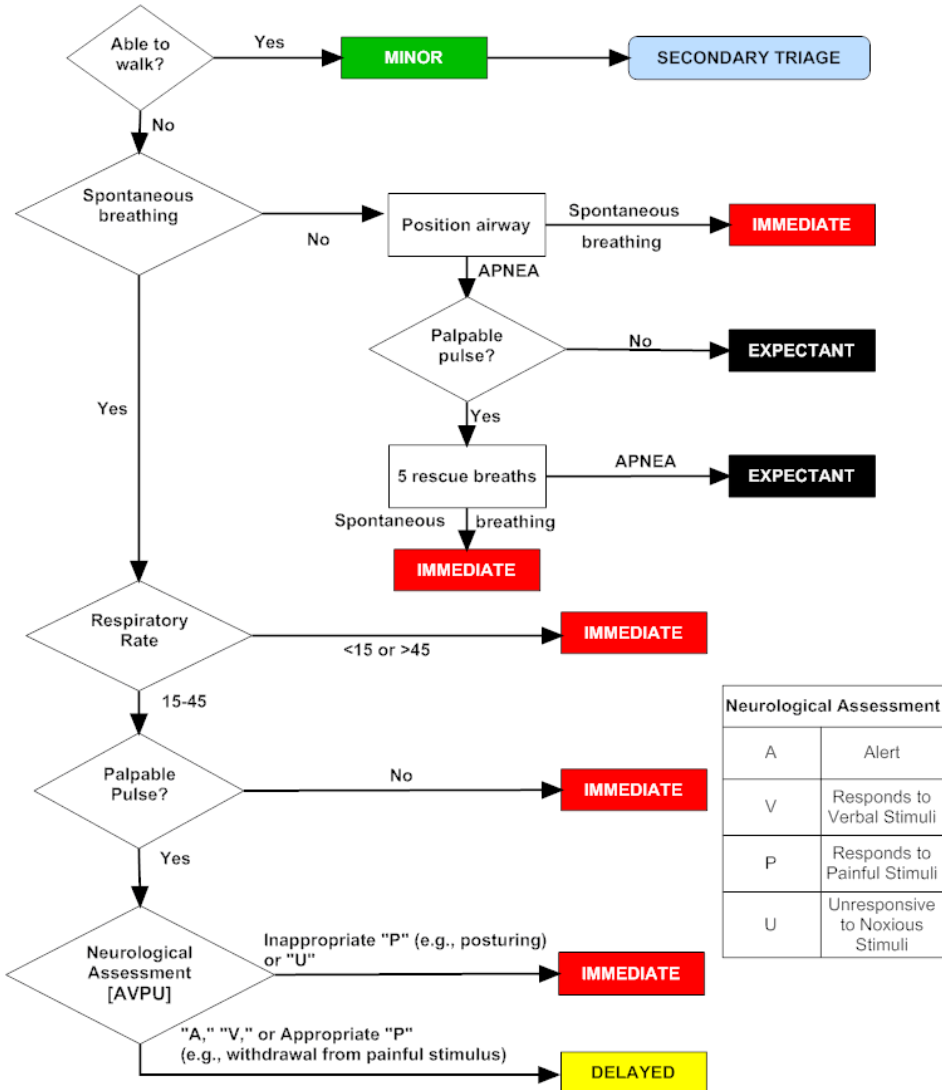 Able to
walk?
Yes
MINOR
SECONDARY TRIAGE
No
Spontaneous
breathing
No
Position airway
Spontaneous
breathing
IMMEDIATE
APNEA
Palpable
pulse?
No
EXPECTANT
Yes
Yes
5 rescue breaths
APNEA
EXPECTANT
Spontaneous breathing
IMMEDIATE
Respiratory
Rate
<15 or >45
IMMEDIATE
15-45
Palpable
Pulse?
No
IMMEDIATE
Yes
Neurological
Assessment
[AVPU]
Inappropriate "P" (e.g., posturing)
or "U"
IMMEDIATE
"A," "V," or Appropriate "P"
(e.g., withdrawal from painful stimulus)
DELAYED
Neurological Assessment
A Alert
V Responds to
Verbal Stimuli
P Responds to
Painful Stimuli
U Unresponsive
to Noxious
Stimuli